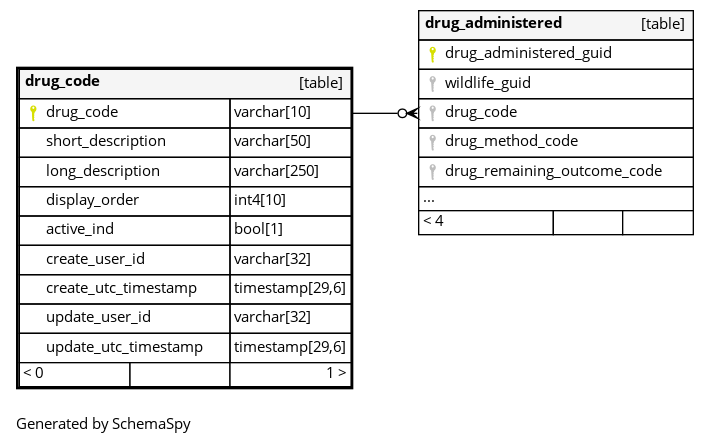 drug_administered [table]
drug_administered_guid
wildlife_guid
drug_code
drug_method_code
drug_remaining_outcome_code
...
< 4
drug_code [table]
drug_code varchar[10]
short_description varchar[50]
long_description varchar[250]
display_order int4[10]
active_ind bool[1]
create_user_id varchar[32]
create_utc_timestamp timestamp[29,6]
update_user_id varchar[32]
update_utc_timestamp timestamp[29,6]
< 0 1 >
Generated by SchemaSpy